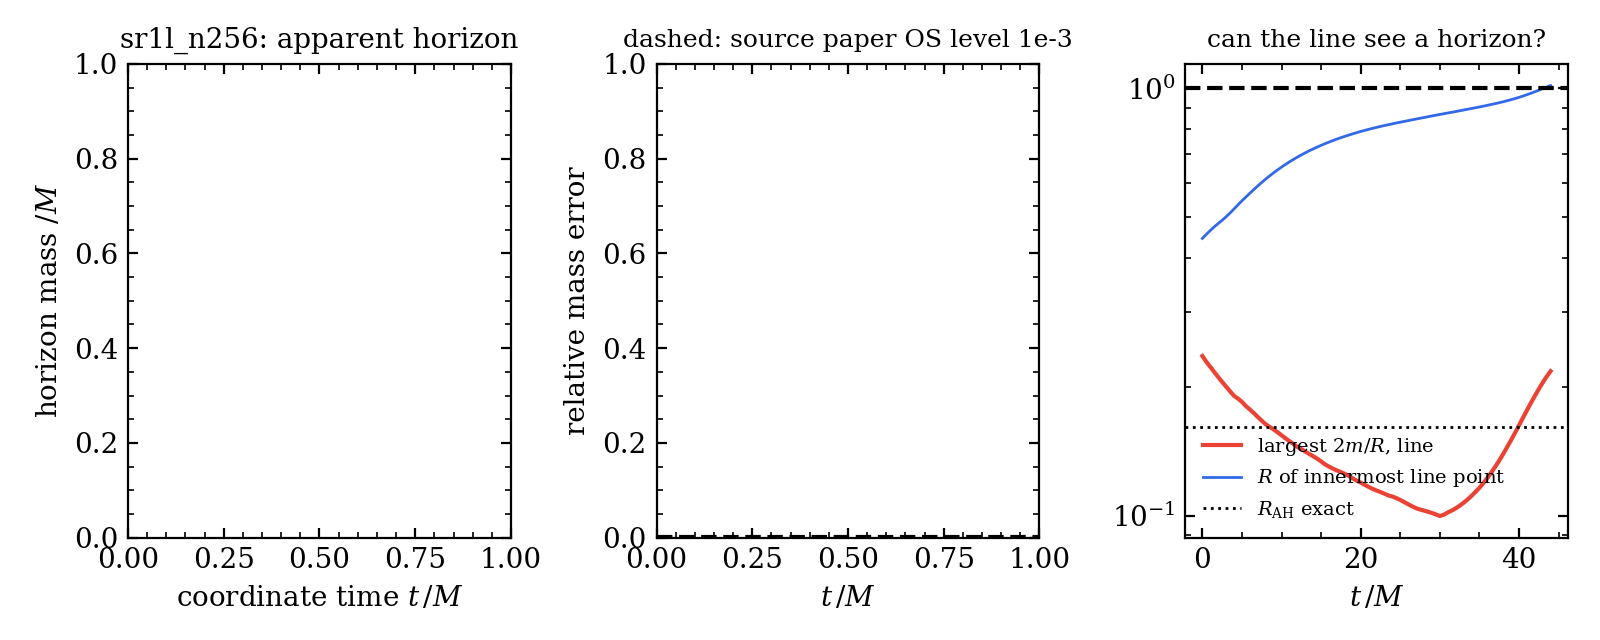 sr1l_n256: apparent horizon
1.0
0.8
0.6
0.4
0.2
0.0
0.00 0.25 0.50 0.75 1.00
horizon mass /M
coordinate time t/M
dashed: source paper OS level 1e-3
1.0
0.8
0.6
0.4
0.2
0.0
0.00 0.25 0.50 0.75 1.00
relative mass error
t/M
can the line see a horizon?
10⁰
10⁻¹
largest 2m/R, line
R of innermost line point
R_AH exact
0 20 40
t/M